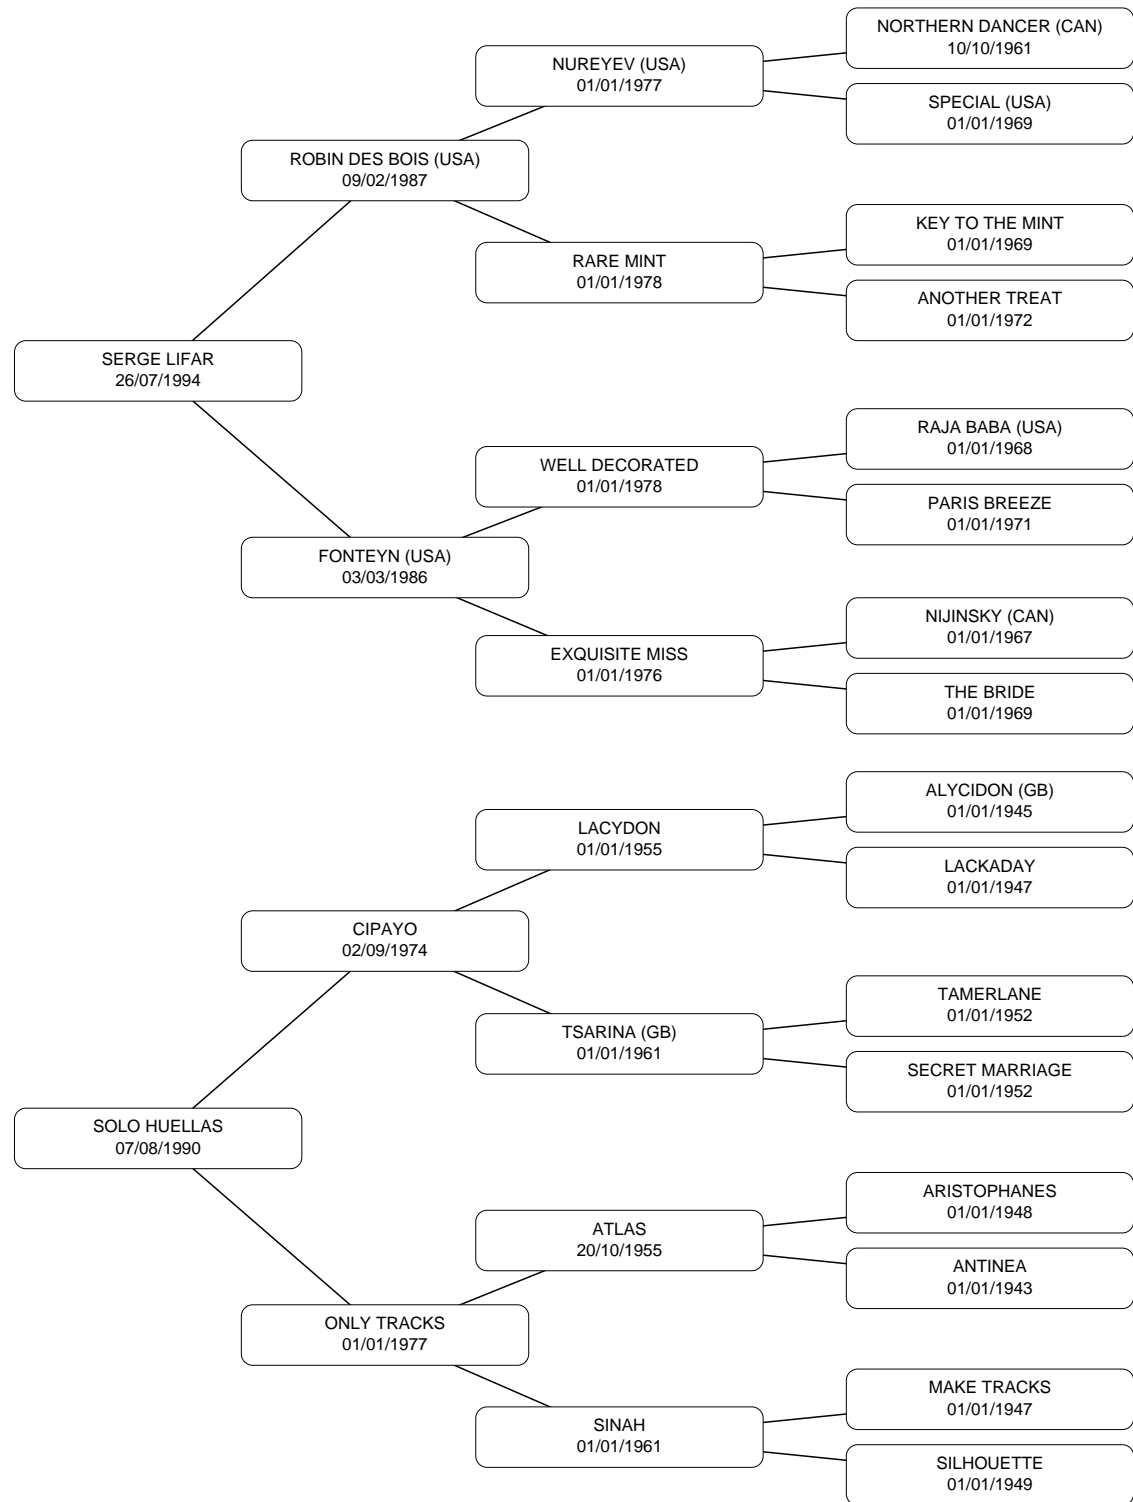 NORTHERN DANCER (CAN)
10/10/1961
NUREYEV (USA)
01/01/1977
SPECIAL (USA)
01/01/1969
ROBIN DES BOIS (USA)
09/02/1987
KEY TO THE MINT
01/01/1969
RARE MINT
01/01/1978
ANOTHER TREAT
01/01/1972
SERGE LIFAR
26/07/1994
RAJA BABA (USA)
01/01/1968
WELL DECORATED
01/01/1978
PARIS BREEZE
01/01/1971
FONTEYN (USA)
03/03/1986
NIJINSKY (CAN)
01/01/1967
EXQUISITE MISS
01/01/1976
THE BRIDE
01/01/1969
ALYCIDON (GB)
01/01/1945
LACYDON
01/01/1955
LACKADAY
01/01/1947
CIPAYO
02/09/1974
TAMERLANE
01/01/1952
TSARINA (GB)
01/01/1961
SECRET MARRIAGE
01/01/1952
SOLO HUELLAS
07/08/1990
ARISTOPHANES
01/01/1948
ATLAS
20/10/1955
ANTINEA
01/01/1943
ONLY TRACKS
01/01/1977
MAKE TRACKS
01/01/1947
SINAH
01/01/1961
SILHOUETTE
01/01/1949